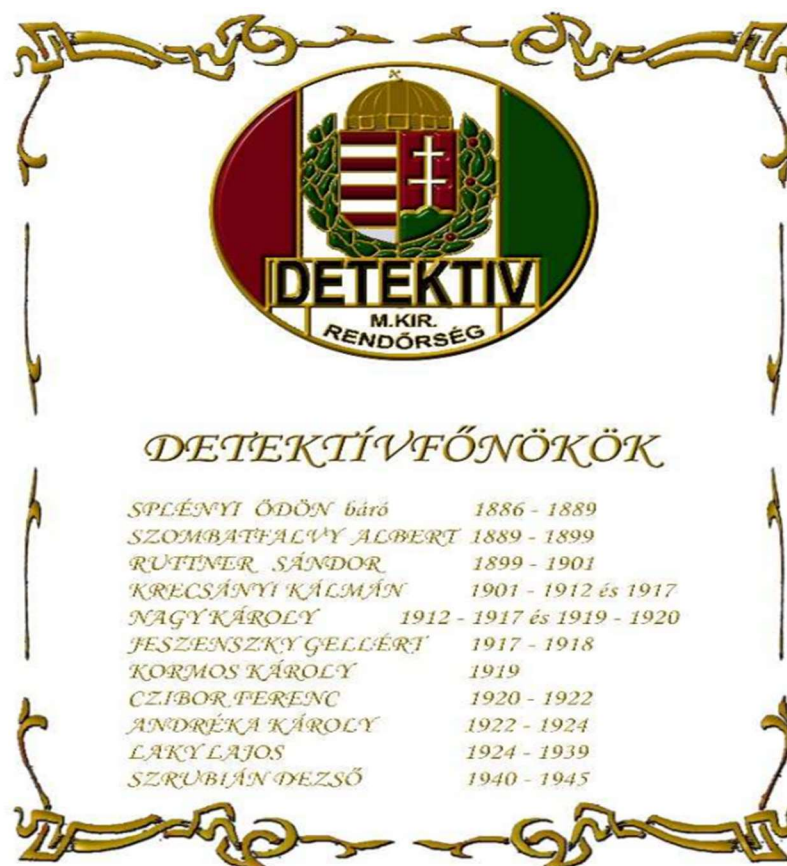 DETEKTIV
M.KIR.
RENDŐRSÉG
DETEKTÍVFŐNÖKÖK
SPLÉNYI ŐDÖN báró 1886 - 1889
SZOMBATFALVY ALBERT 1889 - 1899
RUTTNER SÁNDOR 1899 - 1901
KRECSÁNYI KÁLMÁN 1901 - 1912 és 1917
NAGY KÁROLY 1912 - 1917 és 1919 - 1920
JESZENSZKY GELLÉRT 1917 - 1918
KORMOS KÁROLY 1919
CZIBOR FERENC 1920 - 1922
ANDRÉKA KÁROLY 1922 - 1924
LAKY LAJOS 1924 - 1939
SZRUBIÁN DEZSŐ 1940 - 1945